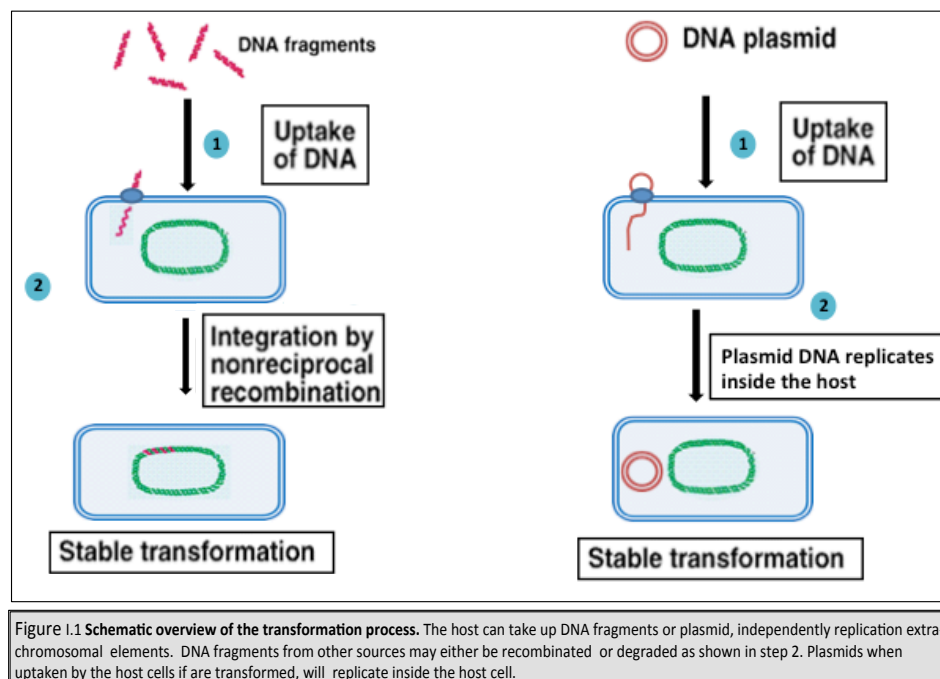 DNA fragments
1
Uptake
of DNA
2
Integration by
nonreciprocal
recombination
Stable transformation
DNA plasmid
1
Uptake
of DNA
2
Plasmid DNA replicates
inside the host
Stable transformation
Figure I.1 Schematic overview of the transformation process. The host can take up DNA fragments or plasmid, independently replication extra
chromosomal elements. DNA fragments from other sources may either be recombinated or degraded as shown in step 2. Plasmids when
uptaken by the host cells if are transformed, will replicate inside the host cell.